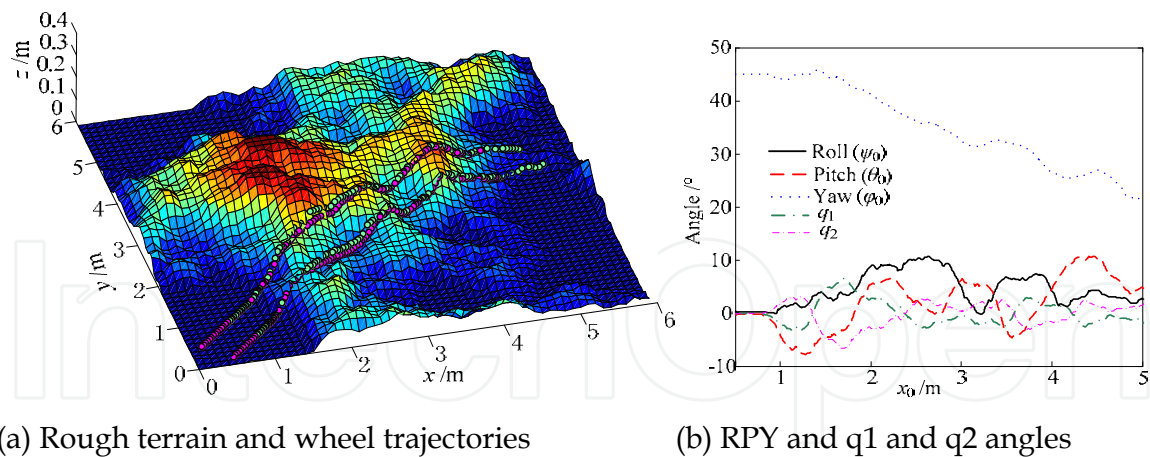 0.4
0.3
0.2
0.1
0
z /m
6
5
4
3
2
1
0
y /m
0
1
2
3
4
5
6
x /m
50
40
30
20
10
0
-10
Angle /°
Roll (ψ0)
Pitch (θ0)
Yaw (φ0)
q1
q2
1
2
3
4
5
x0 /m
InTechOpen
(a) Rough terrain and wheel trajectories
(b) RPY and q1 and q2 angles